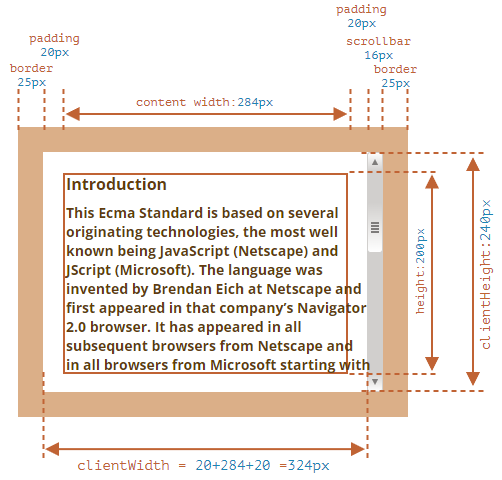 padding
20px
padding
20px
scrollbar
16px
border
25px
border
25px
content width:284px
Introduction
This Ecma Standard is based on several
originating technologies, the most well
known being JavaScript (Netscape) and
JScript (Microsoft). The language was
invented by Brendan Eich at Netscape and
first appeared in that company’s Navigator
2.0 browser. It has appeared in all
subsequent browsers from Netscape and
in all browsers from Microsoft starting with
height:200px
clientHeight:240px
clientWidth = 20+284+20 =324px